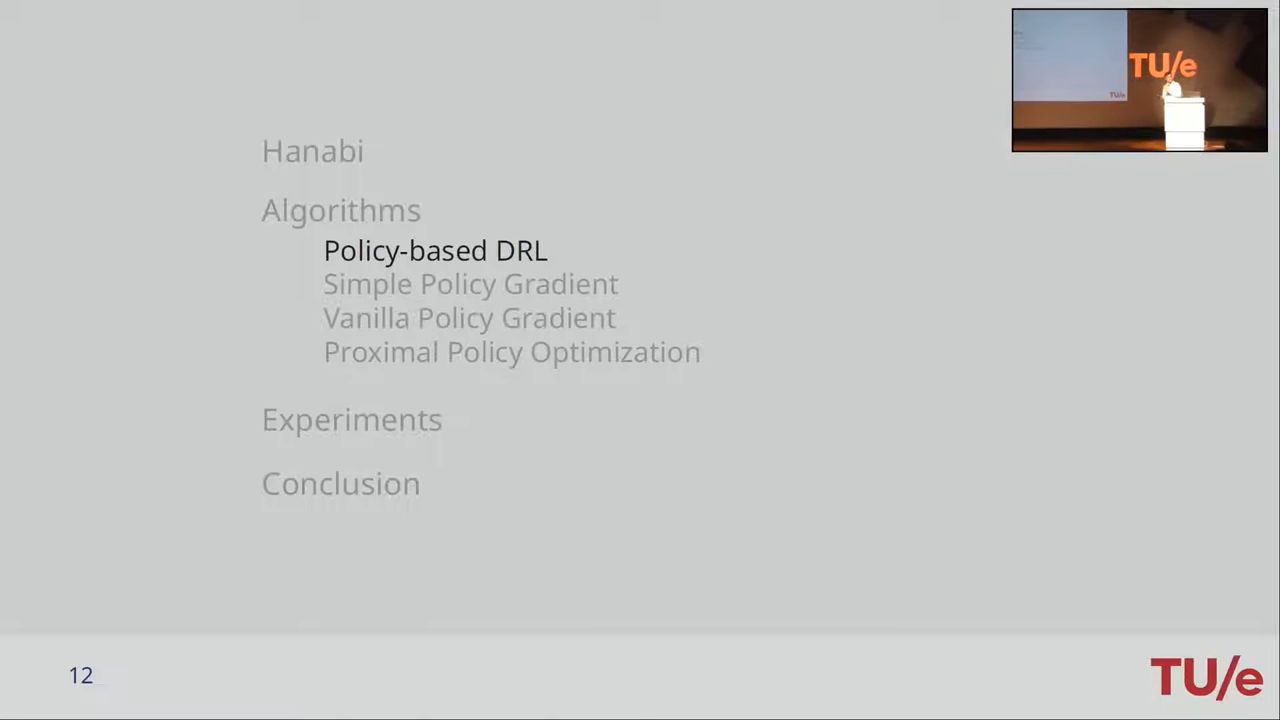 TU/e
TU/e
Hanabi
Algorithms
Policy-based DRL
Simple Policy Gradient
Vanilla Policy Gradient
Proximal Policy Optimization
Experiments
Conclusion
12
TU/e